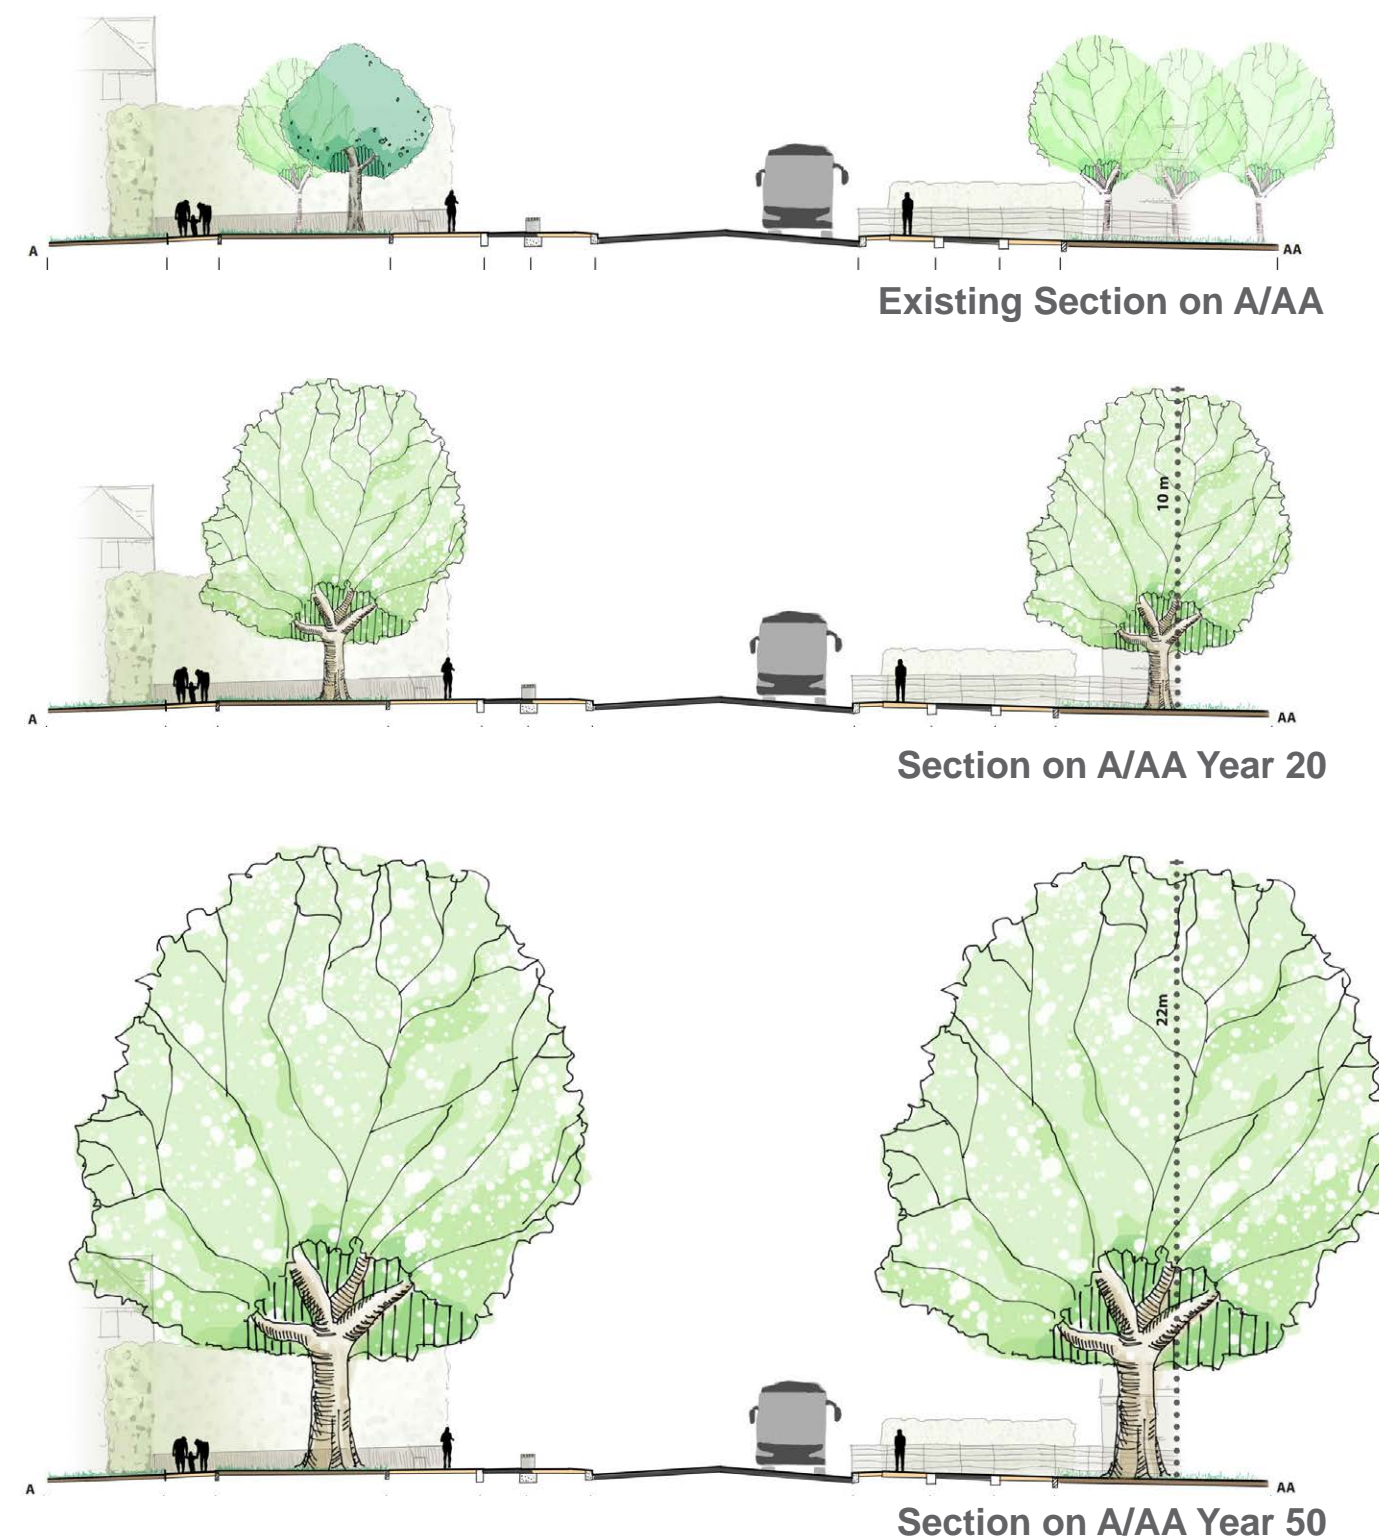 A
AA
Existing Section on A/AA
10 m
A
AA
Section on A/AA Year 20
22m
A
AA
Section on A/AA Year 50